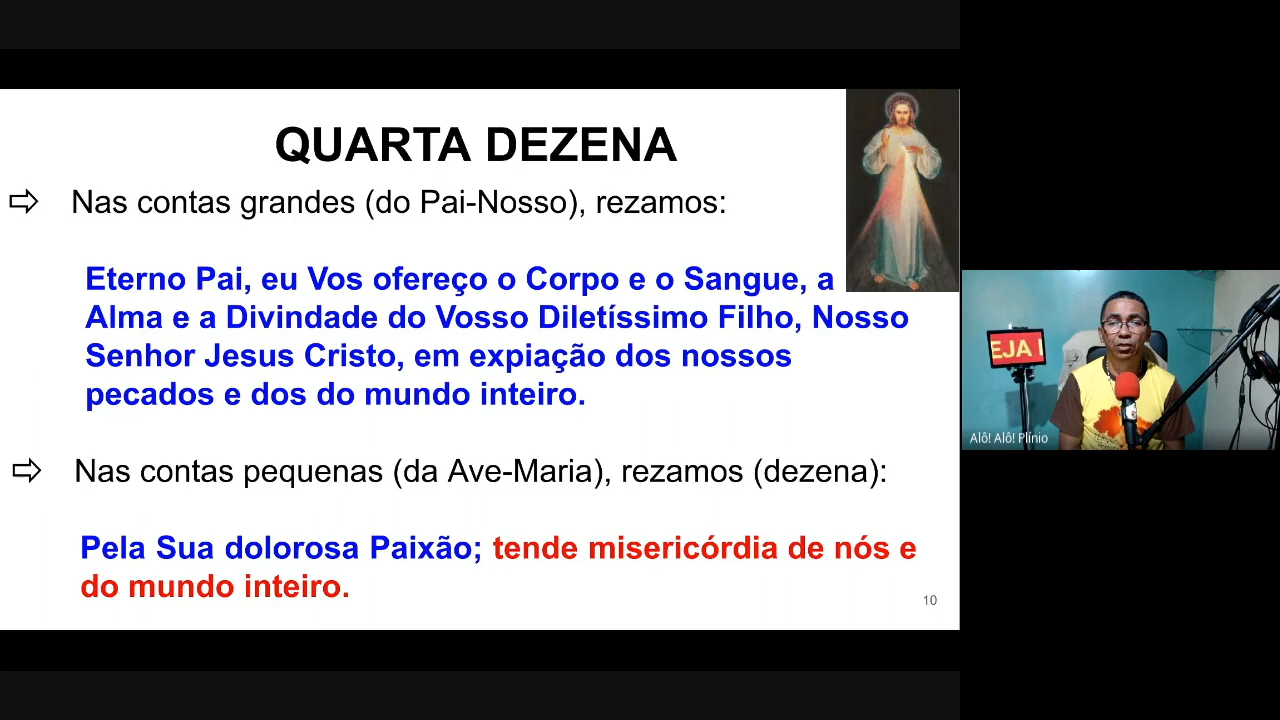 QUARTA DEZENA
⇨ Nas contas grandes (do Pai-Nosso), rezamos:
Eterno Pai, eu Vos ofereço o Corpo e o Sangue, a
Alma e a Divindade do Vosso Diletíssimo Filho, Nosso
Senhor Jesus Cristo, em expiação dos nossos
pecados e dos do mundo inteiro.
⇨ Nas contas pequenas (da Ave-Maria), rezamos (dezena):
Pela Sua dolorosa Paixão; tende misericórdia de nós e
do mundo inteiro.
10
EJA
Alô! Alô! Plínio